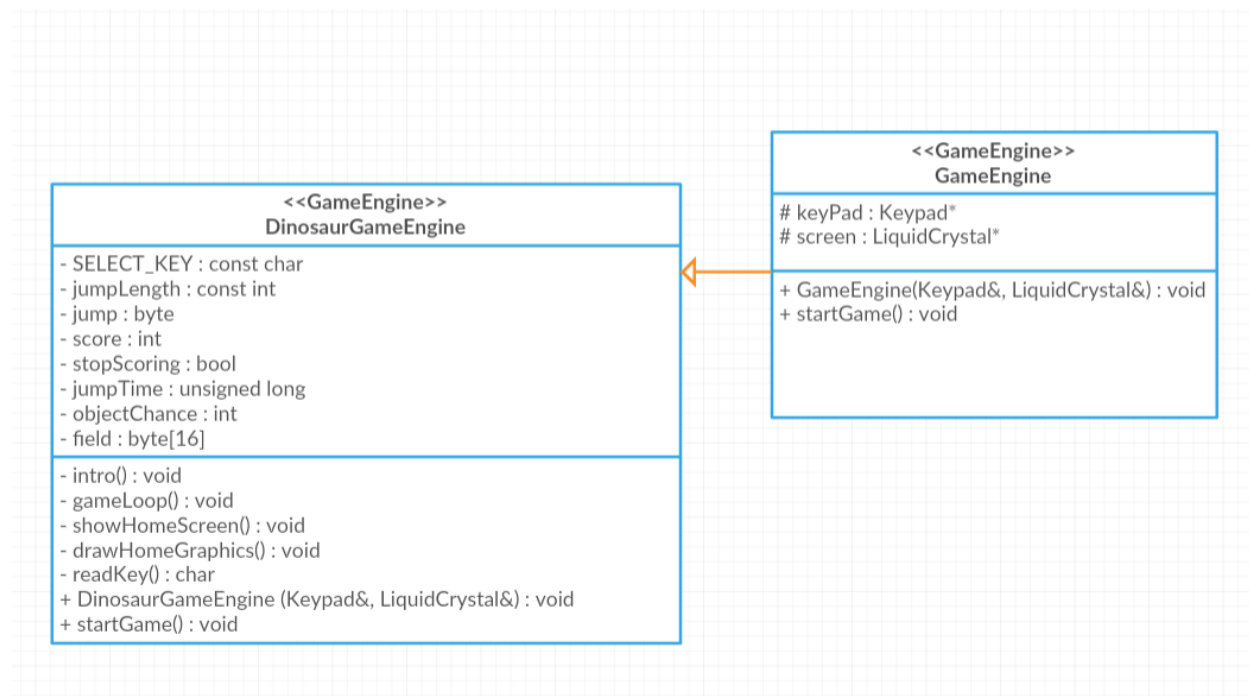 <<GameEngine>>
DinosaurGameEngine
- SELECT_KEY : const char
- jumpLength : const int
- jump : byte
- score : int
- stopScoring : bool
- jumpTime : unsigned long
- objectChance : int
- field : byte[16]
- intro() : void
- gameLoop() : void
- showHomeScreen() : void
- drawHomeGraphics() : void
- readKey() : char
+ DinosaurGameEngine (Keypad&, LiquidCrystal&) : void
+ startGame() : void
<<GameEngine>>
GameEngine
# keyPad : Keypad*
# screen : LiquidCrystal*
+ GameEngine(Keypad&, LiquidCrystal&) : void
+ startGame() : void